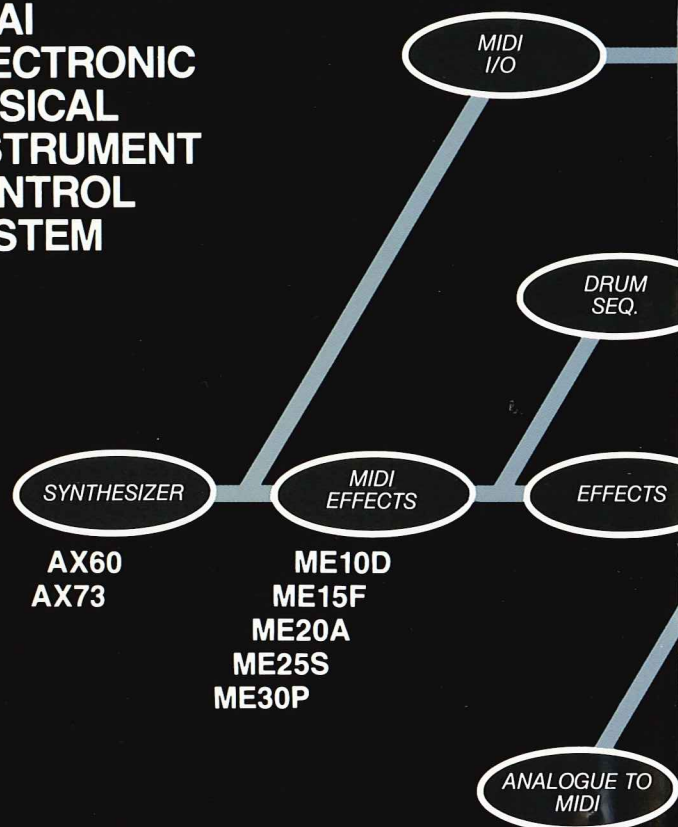 AI
ECTRONIC
SICAL
STRUMENT
NTROL
STEM
MIDI
I/O
DRUM
SEQ.
SYNTHESIZER
MIDI
EFFECTS
EFFECTS
AX60
AX73
ME10D
ME15F
ME20A
ME25S
ME30P
ANALOGUE TO
MIDI